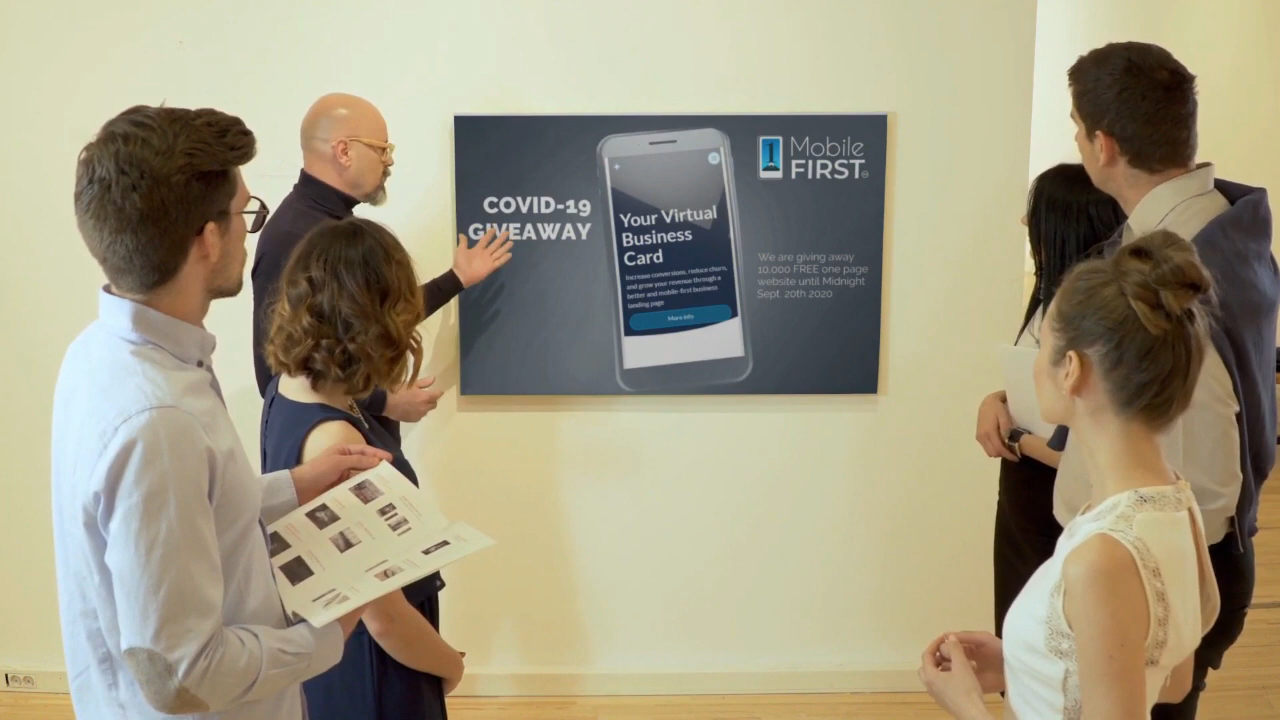 COVID-19
GIVEAWAY
Your Virtual
Business
Card
Increase conversions, reduce churn,
and grow your revenue through a
better and mobile-first business
landing page
More Info
1
Mobile
FIRST
We are giving away
10,000 FREE one page
website until Midnight
Sept. 20th 2020